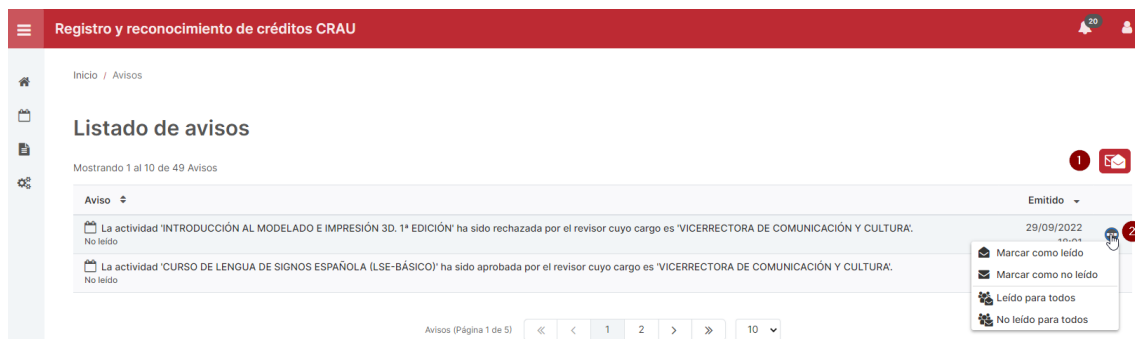 Registro y reconocimiento de créditos CRAU
20
Inicio / Avisos
Listado de avisos
Mostrando 1 al 10 de 49 Avisos
1
Aviso
Emitido
La actividad 'INTRODUCCIÓN AL MODELADO E IMPRESIÓN 3D. 1ª EDICIÓN' ha sido rechazada por el revisor cuyo cargo es 'VICERRECTORA DE COMUNICACIÓN Y CULTURA'.
29/09/2022
No leído
2
Marcar como leído
La actividad 'CURSO DE LENGUA DE SIGNOS ESPAÑOLA (LSE-BÁSICO)' ha sido aprobada por el revisor cuyo cargo es 'VICERRECTORA DE COMUNICACIÓN Y CULTURA'.
No leído
Marcar como no leído
Leído para todos
No leído para todos
Avisos (Página 1 de 5) « < 1 2 > » 10